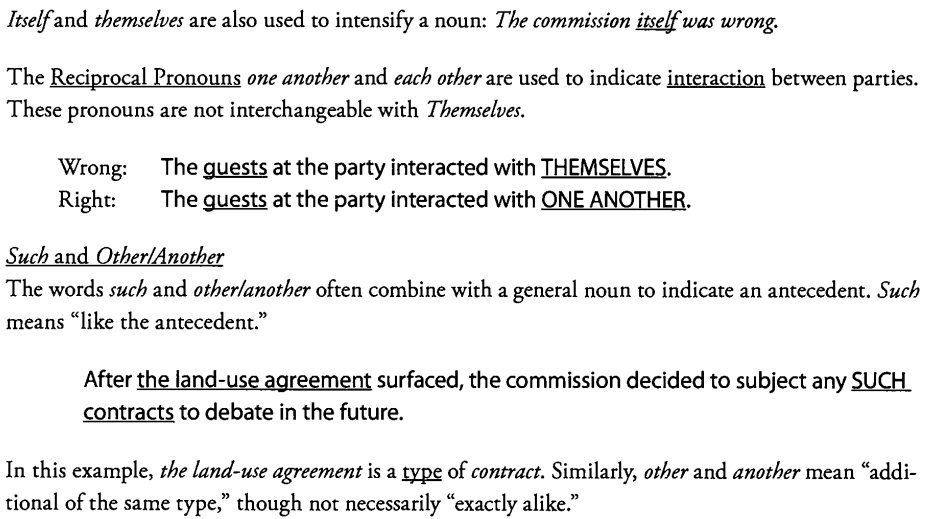 Itself and themselves are also used to intensify a noun: The commission itself was wrong.
The Reciprocal Pronouns one another and each other are used to indicate interaction between parties.
These pronouns are not interchangeable with Themselves.
Wrong: The guests at the party interacted with THEMSELVES.
Right: The guests at the party interacted with ONE ANOTHER.
Such and Other/Another
The words such and other/another often combine with a general noun to indicate an antecedent. Such
means “like the antecedent.”
After the land-use agreement surfaced, the commission decided to subject any SUCH
contracts to debate in the future.
In this example, the land-use agreement is a type of contract. Similarly, other and another mean “addi-
tional of the same type,” though not necessarily “exactly alike.”